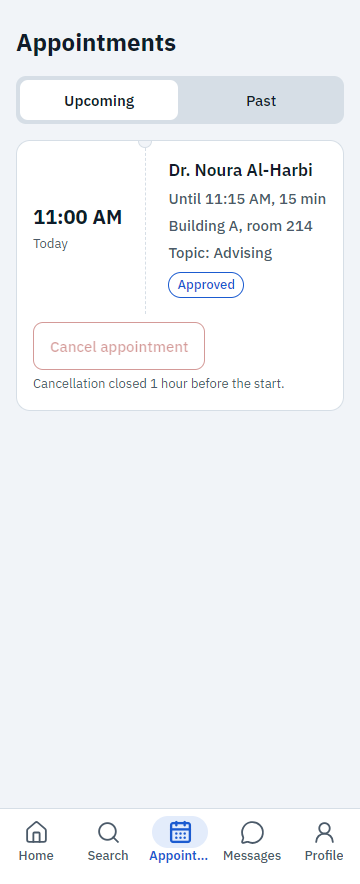 Appointments
Upcoming
Past
11:00 AM
Today
Dr. Noura Al-Harbi
Until 11:15 AM, 15 min
Building A, room 214
Topic: Advising
Approved
Cancel appointment
Cancellation closed 1 hour before the start.
Home
Search
Appoint...
Messages
Profile